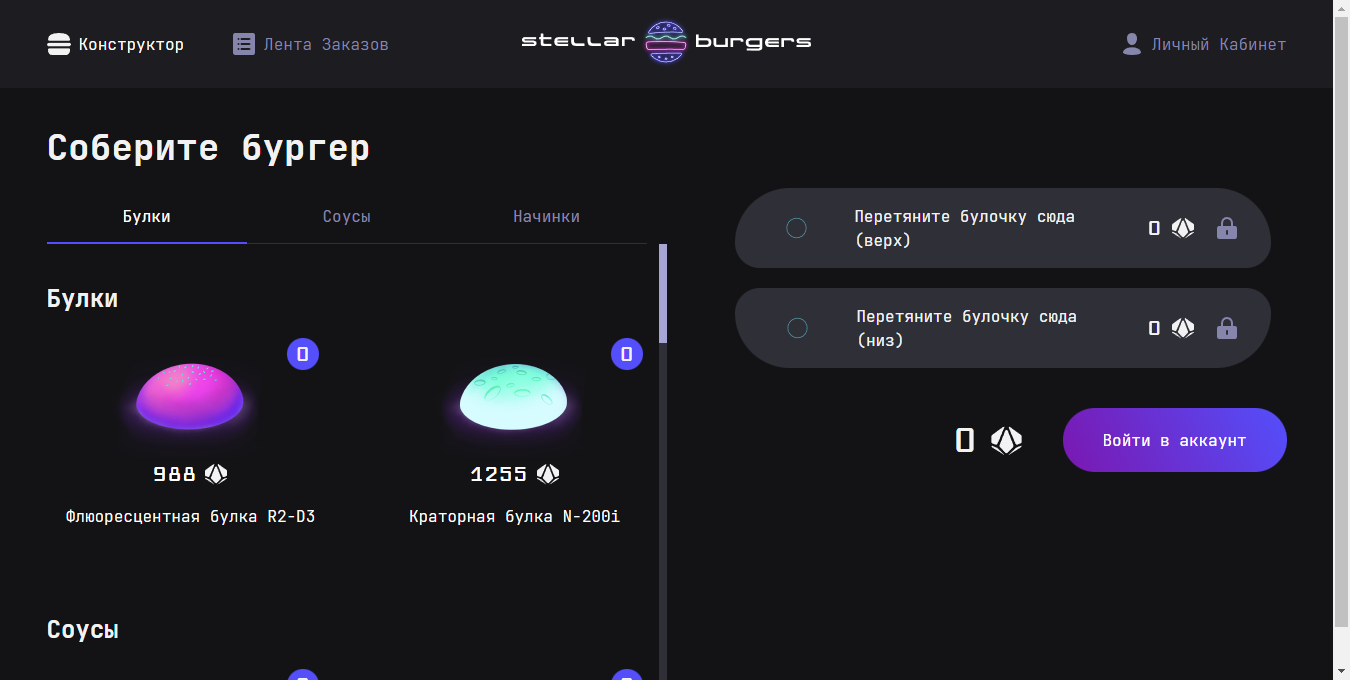 Конструктор
Лента Заказов
stellar burgers
Личный Кабинет
Соберите бургер
Булки
Соусы
Начинки
Булки
0
0
988
1255
Флюоресцентная булка R2-D3
Краторная булка N-200i
Соусы
Перетяните булочку сюда
(верх)
0
Перетяните булочку сюда
(низ)
0
0
Войти в аккаунт